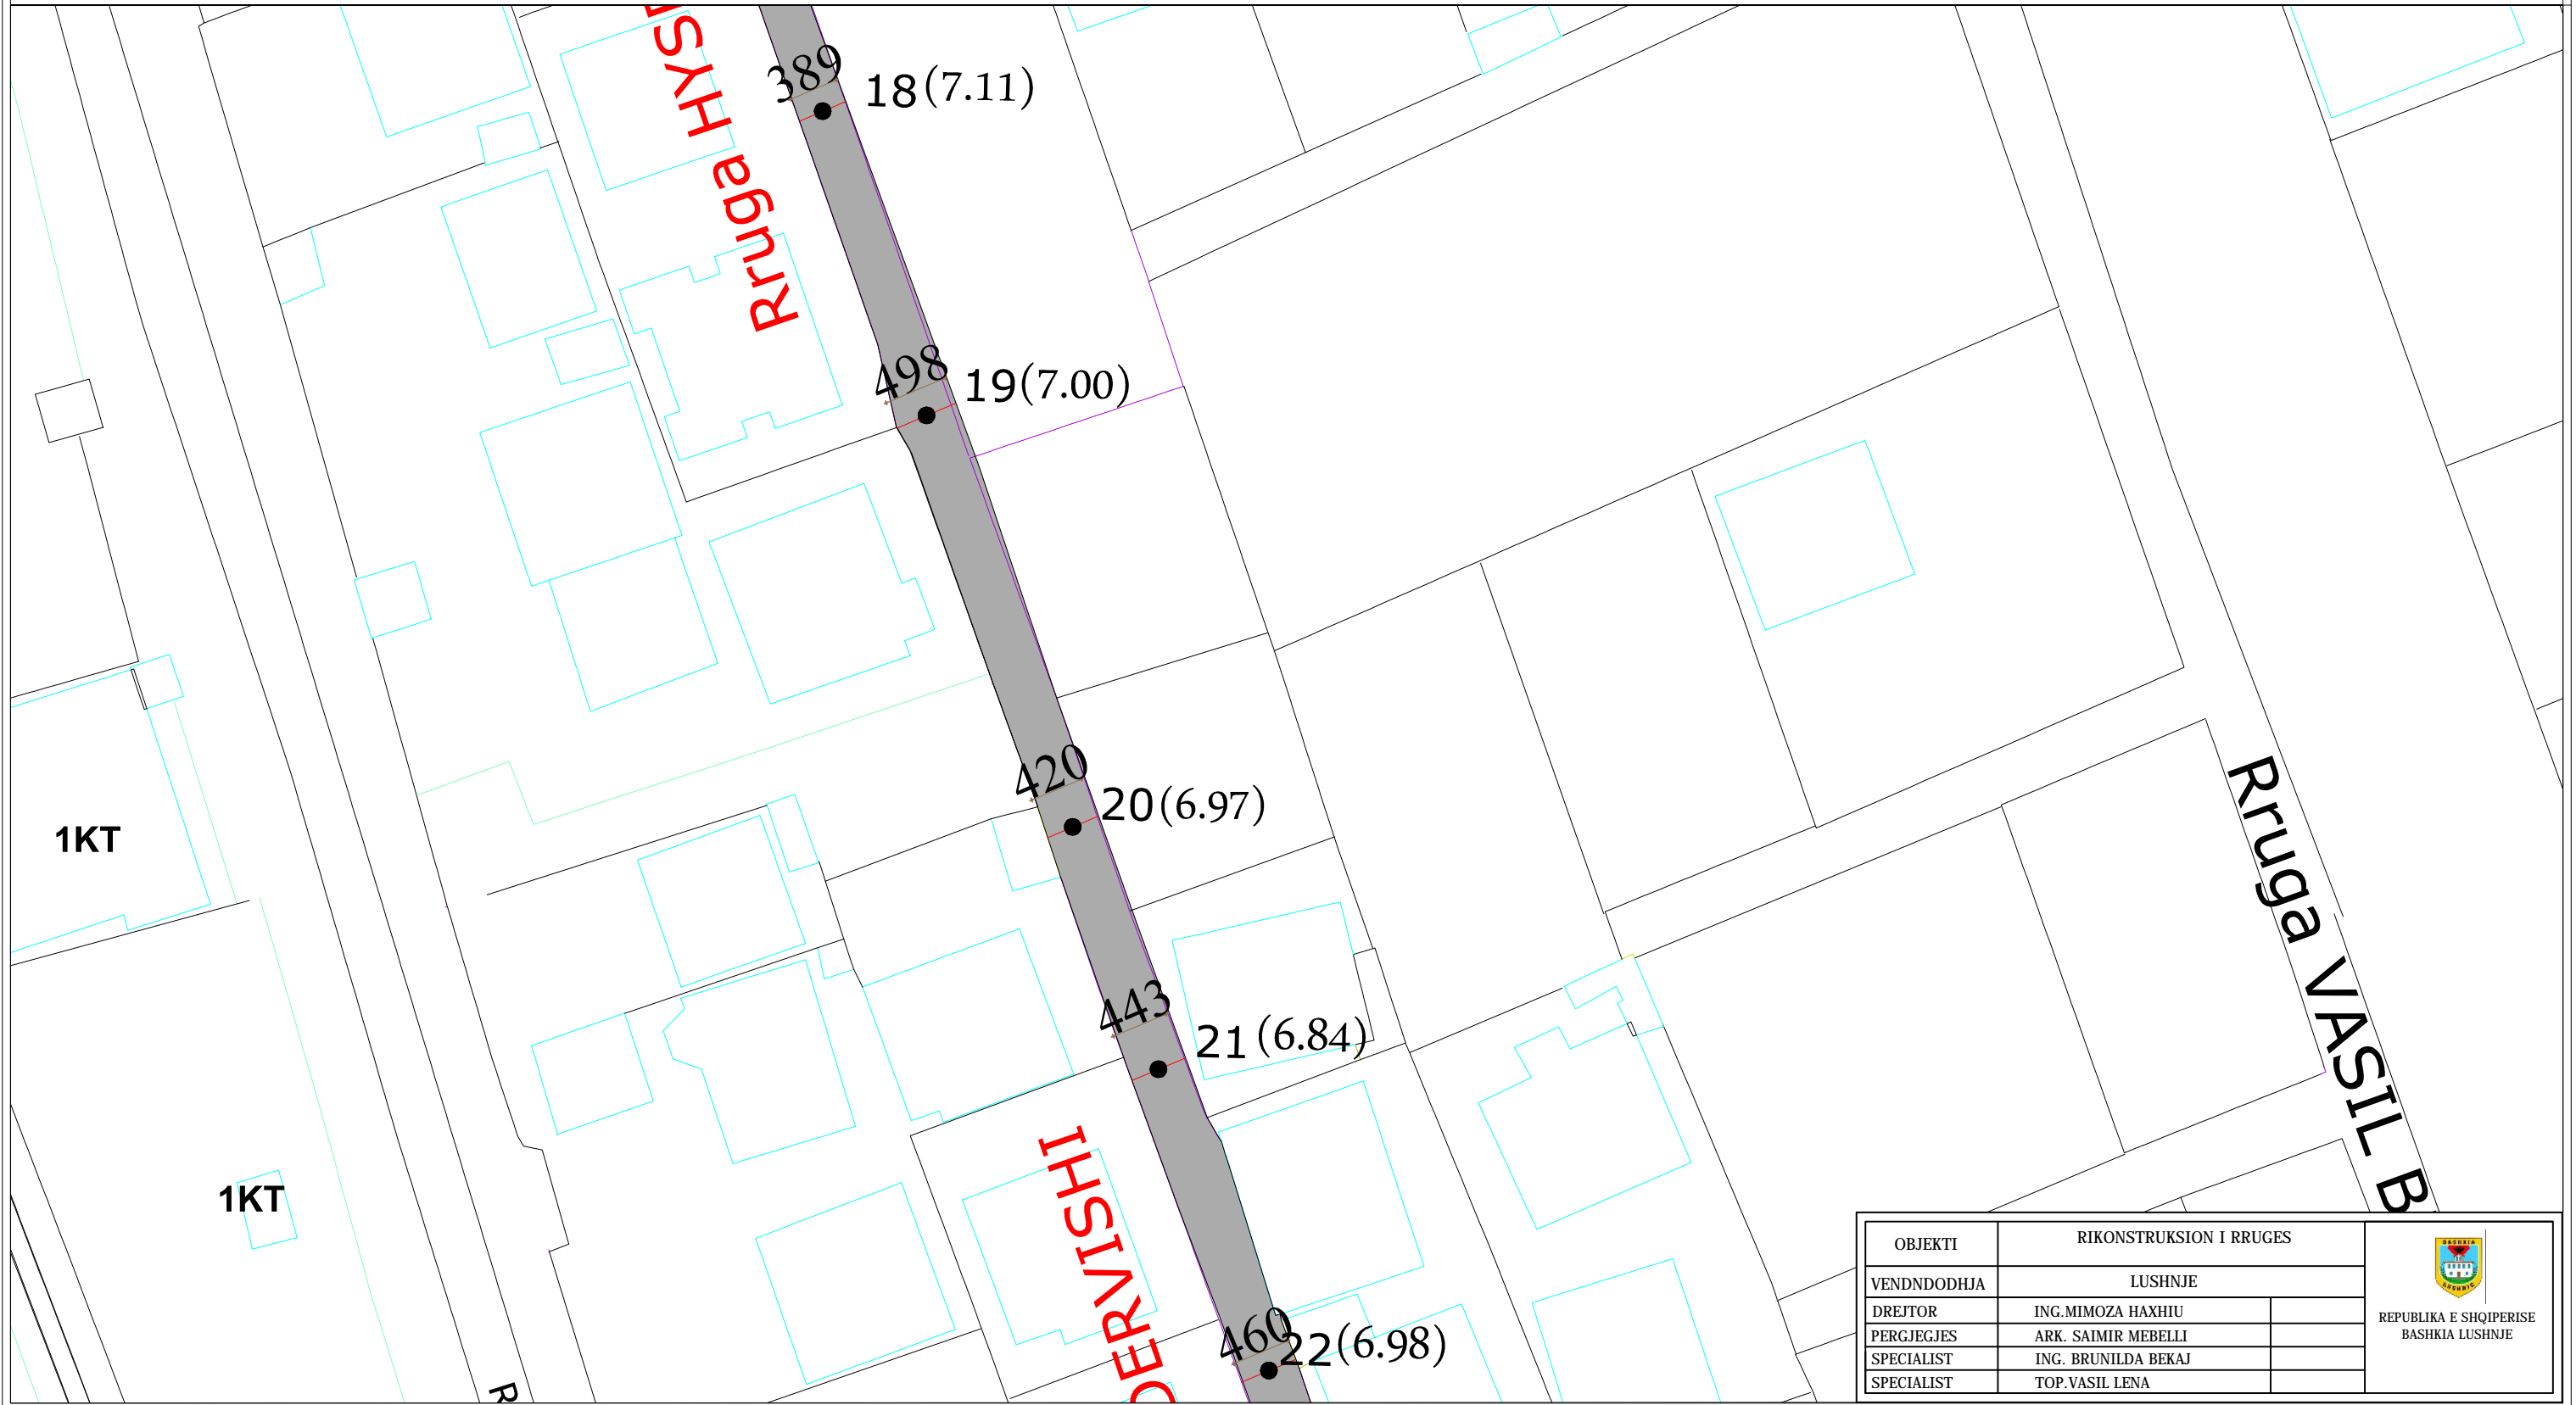 389
18 (7.11)
Rruga HYS
498
19 (7.00)
420
20 (6.97)
1KT
443
21 (6.84)
Rruga VASIL B
1KT
DERVISHI
460
22 (6.98)
R
OBJEKTI RIKONSTRUKSION I RRUGES
VENDNDODHJA LUSHNJE
DREJTOR ING.MIMOZA HAXHIU
PERGJEGJES ARK. SAIMIR MEBELLI
SPECIALIST ING. BRUNILDA BEKAJ
SPECIALIST TOP.VASIL LENA
BASHKIA
LUSHNJE
REPUBLIKA E SHQIPERISE
BASHKIA LUSHNJE